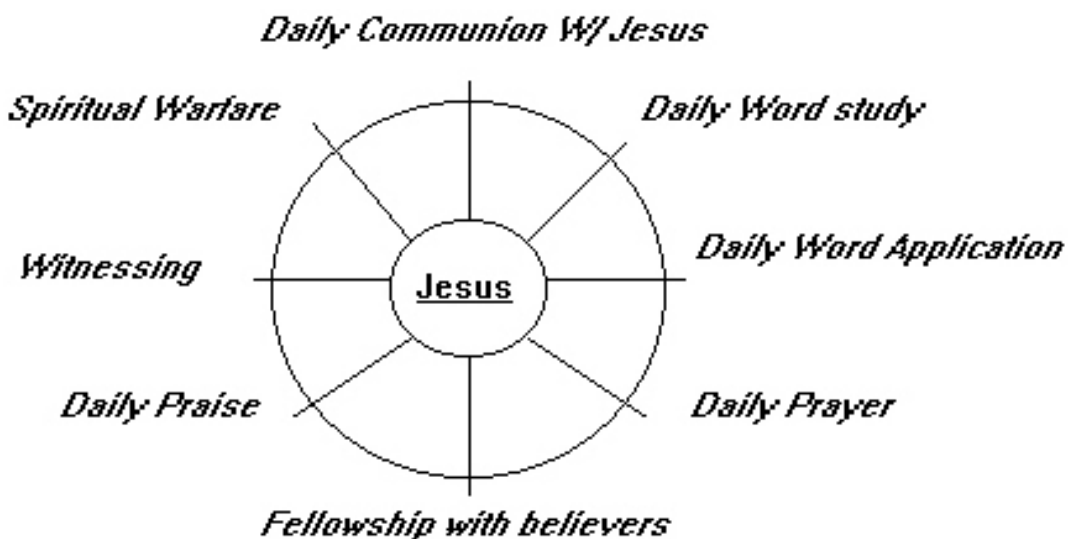 Daily Communion W/ Jesus
Spiritual Warfare
Daily Word study
Witnessing
Daily Word Application
Jesus
Daily Praise
Daily Prayer
Fellowship with believers